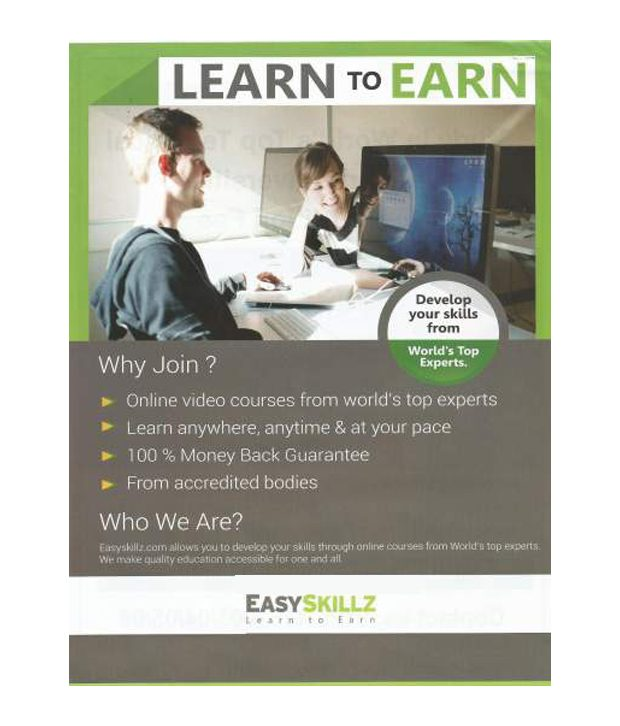 LEARN TO EARN
Develop
your skills
from
World's Top
Experts.
Why Join ?
Online video courses from world's top experts
Learn anywhere, anytime & at your pace
100 % Money Back Guarantee
From accredited bodies
Who We Are?
Easyskillz.com allows you to develop your skills through online courses from World's top experts.
We make quality education accessible for one and all.
EASYSKILLZ
Learn to Earn